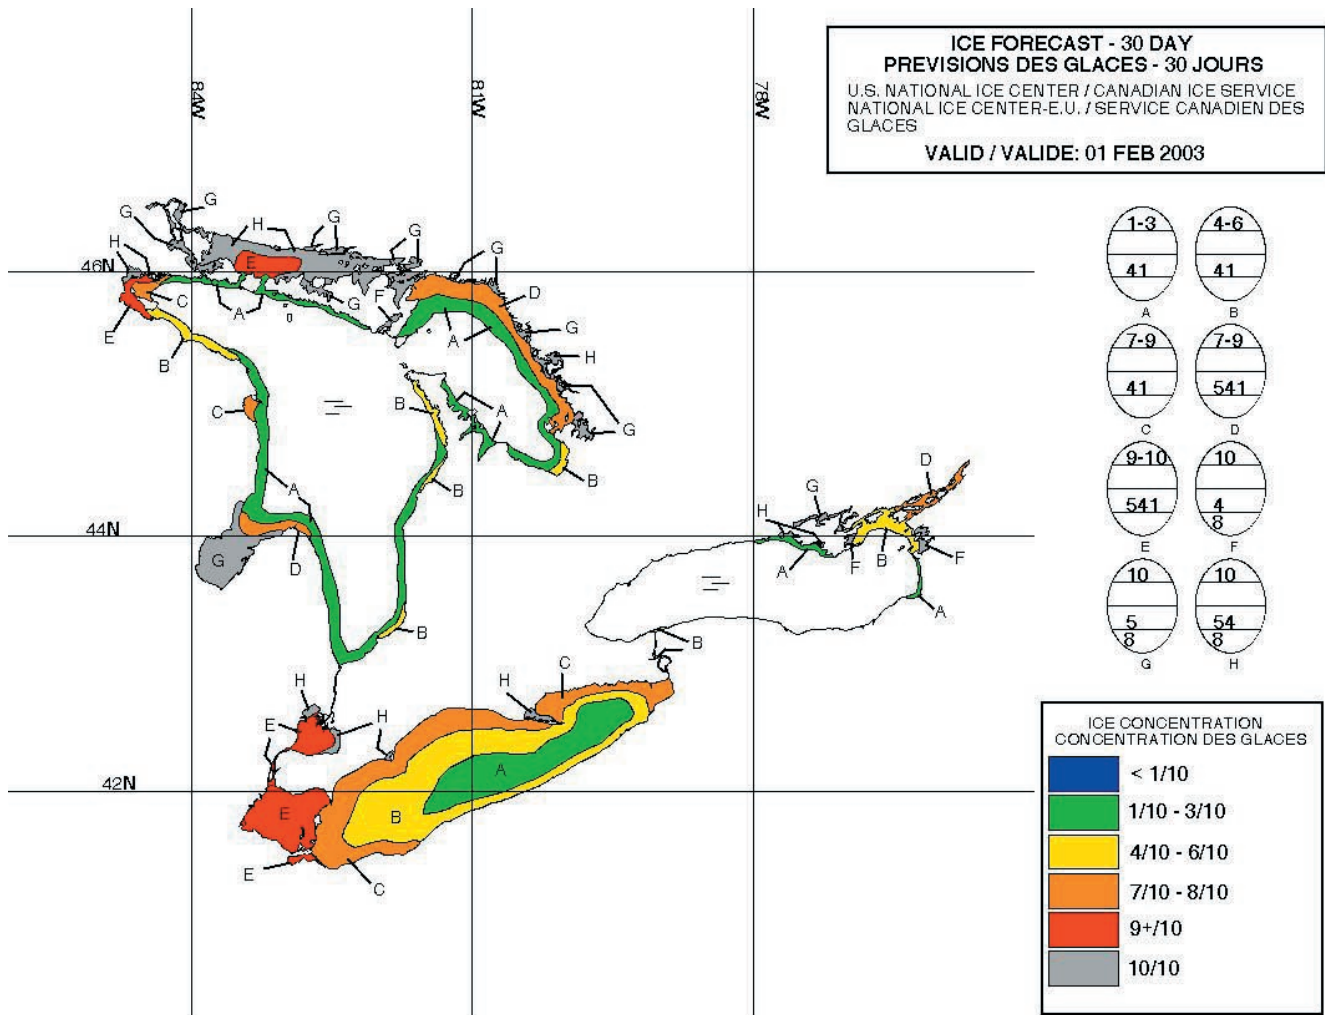 ICE FORECAST - 30 DAY
PREVISIONS DES GLACES - 30 JOURS
U.S. NATIONAL ICE CENTER / CANADIAN ICE SERVICE
NATIONAL ICE CENTER-E.U. / SERVICE CANADIEN DES
GLACES
VALID / VALIDE: 01 FEB 2003
84W
81W
78W
46N
44N
42N
G
G
H
G
G
G
H
E
G
C
A
G
F
D
A
G
H
G
E
B
C
B
A
A
B
B
A
G
D
B
H
E
H
E
E
C
B
A
H
C
B
G
H
D
A
F
B
F
A
1-3
41
A
4-6
41
B
7-9
41
C
7-9
541
D
9-10
541
E
10
4
8
F
10
5
8
G
10
54
8
H
ICE CONCENTRATION
CONCENTRATION DES GLACES
< 1/10
1/10 - 3/10
4/10 - 6/10
7/10 - 8/10
9+/10
10/10